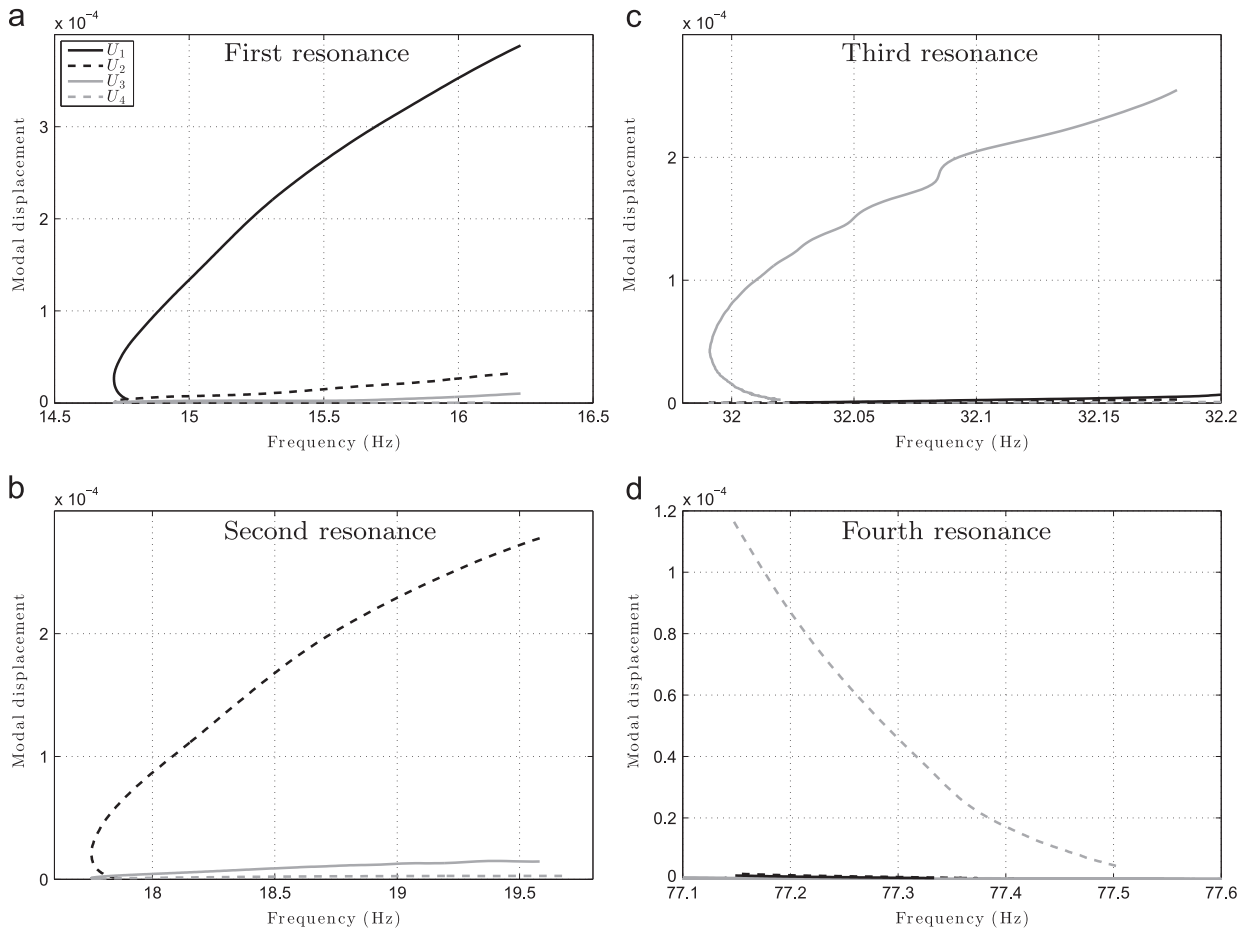 a
x 10⁻⁴
First resonance
U₁
U₂
U₃
U₄
Modal displacement
3
2
1
0
14.5 15 15.5 16 16.5
Frequency (Hz)
c
x 10⁻⁴
Third resonance
Modal displacement
2
1
0
32 32.05 32.1 32.15 32.2
Frequency (Hz)
b
x 10⁻⁴
Second resonance
Modal displacement
2
1
0
18 18.5 19 19.5
Frequency (Hz)
d
x 10⁻⁴
Fourth resonance
Modal displacement
1.2
1
0.8
0.6
0.4
0.2
0
77.1 77.2 77.3 77.4 77.5 77.6
Frequency (Hz)